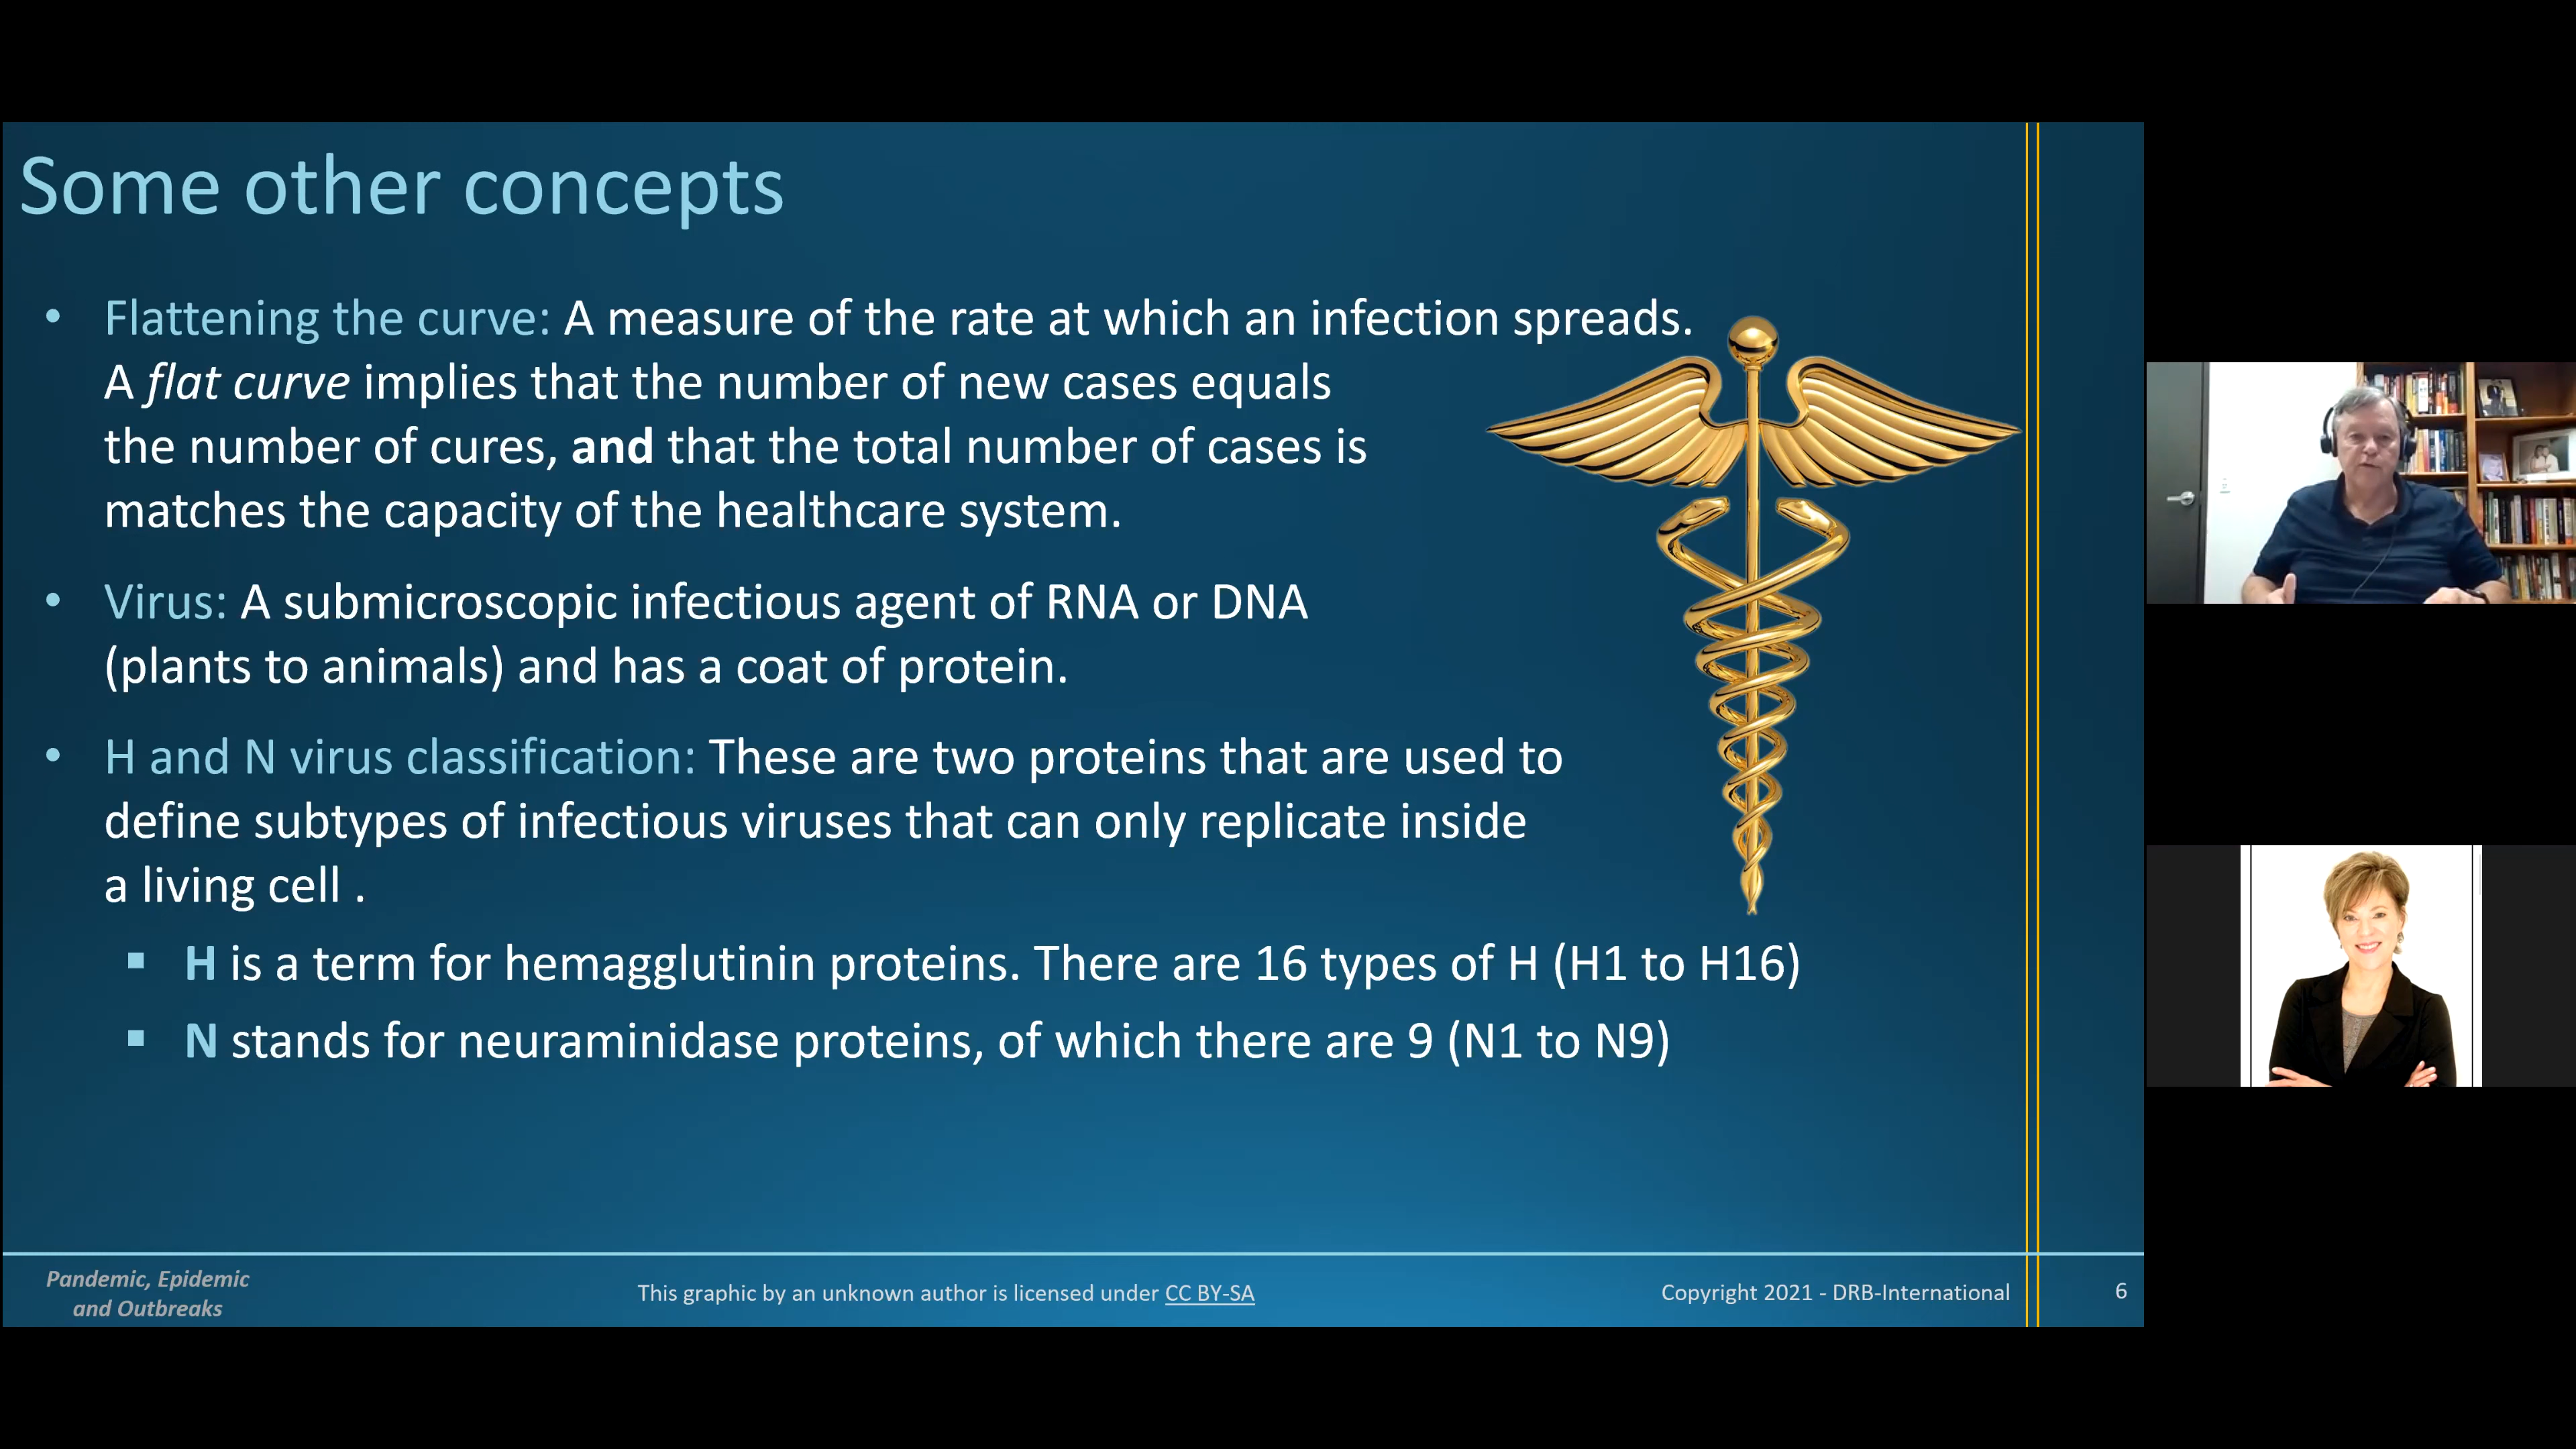 Some other concepts
• Flattening the curve: A measure of the rate at which an infection spreads.
A flat curve implies that the number of new cases equals
the number of cures, and that the total number of cases is
matches the capacity of the healthcare system.
• Virus: A submicroscopic infectious agent of RNA or DNA
(plants to animals) and has a coat of protein.
• H and N virus classification: These are two proteins that are used to
define subtypes of infectious viruses that can only replicate inside
a living cell .
▪ H is a term for hemagglutinin proteins. There are 16 types of H (H1 to H16)
▪ N stands for neuraminidase proteins, of which there are 9 (N1 to N9)
Pandemic, Epidemic
and Outbreaks
This graphic by an unknown author is licensed under CC BY-SA
Copyright 2021 - DRB-International
6